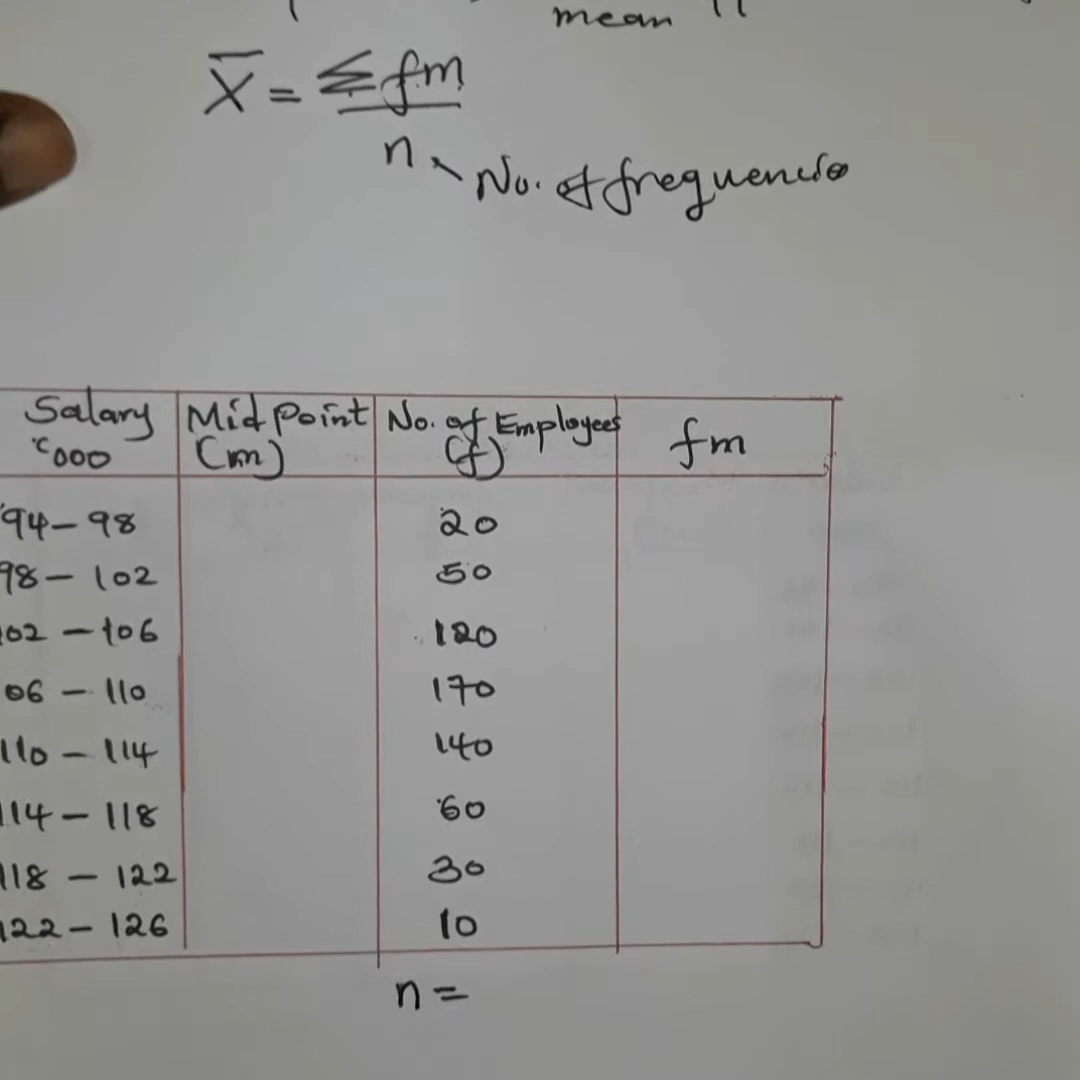 mean
X̄ = Σfm
n No. of frequencies
Salary Mid Point No. of Employees fm
'000 (m) (f)
94 – 98 20
98 – 102 50
102 – 106 120
06 – 110 170
110 – 114 140
114 – 118 60
118 – 122 30
122 – 126 10
n =